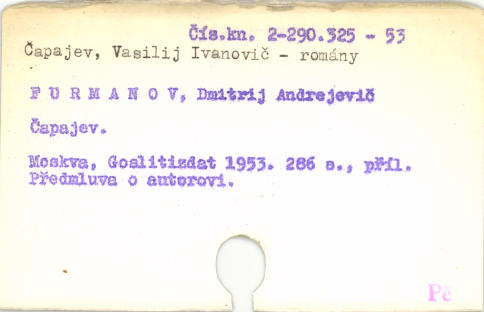 Čís.kn. 2-290.325 - 53
Čapajev, Vasilij Ivanovič - romány
F U R M A N O V, Dmitrij Andrejevič
Čapajev.
Moskva, Goslitizdat 1953. 286 s., příl.
Předmluva o autorovi.
Pč